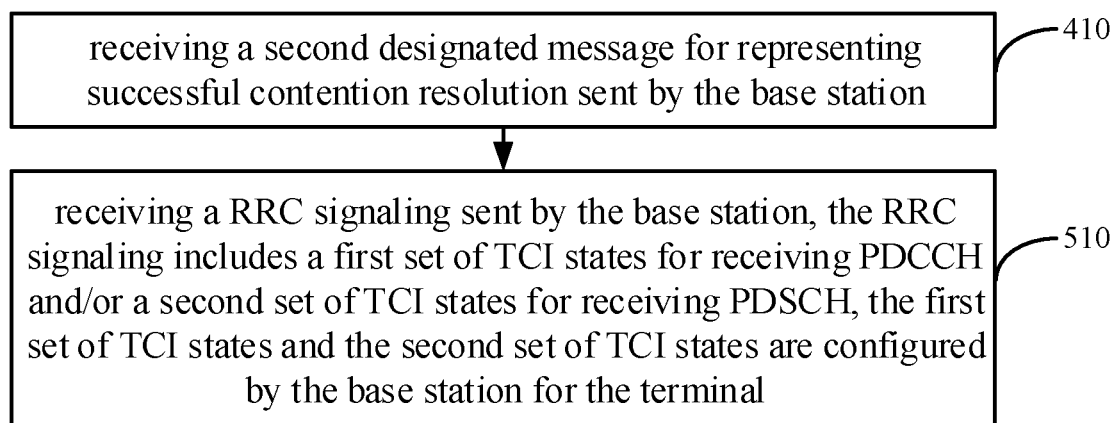 receiving a second designated message for representing
successful contention resolution sent by the base station
410
receiving a RRC signaling sent by the base station, the RRC
signaling includes a first set of TCI states for receiving PDCCH
and/or a second set of TCI states for receiving PDSCH, the first
set of TCI states and the second set of TCI states are configured
by the base station for the terminal
510